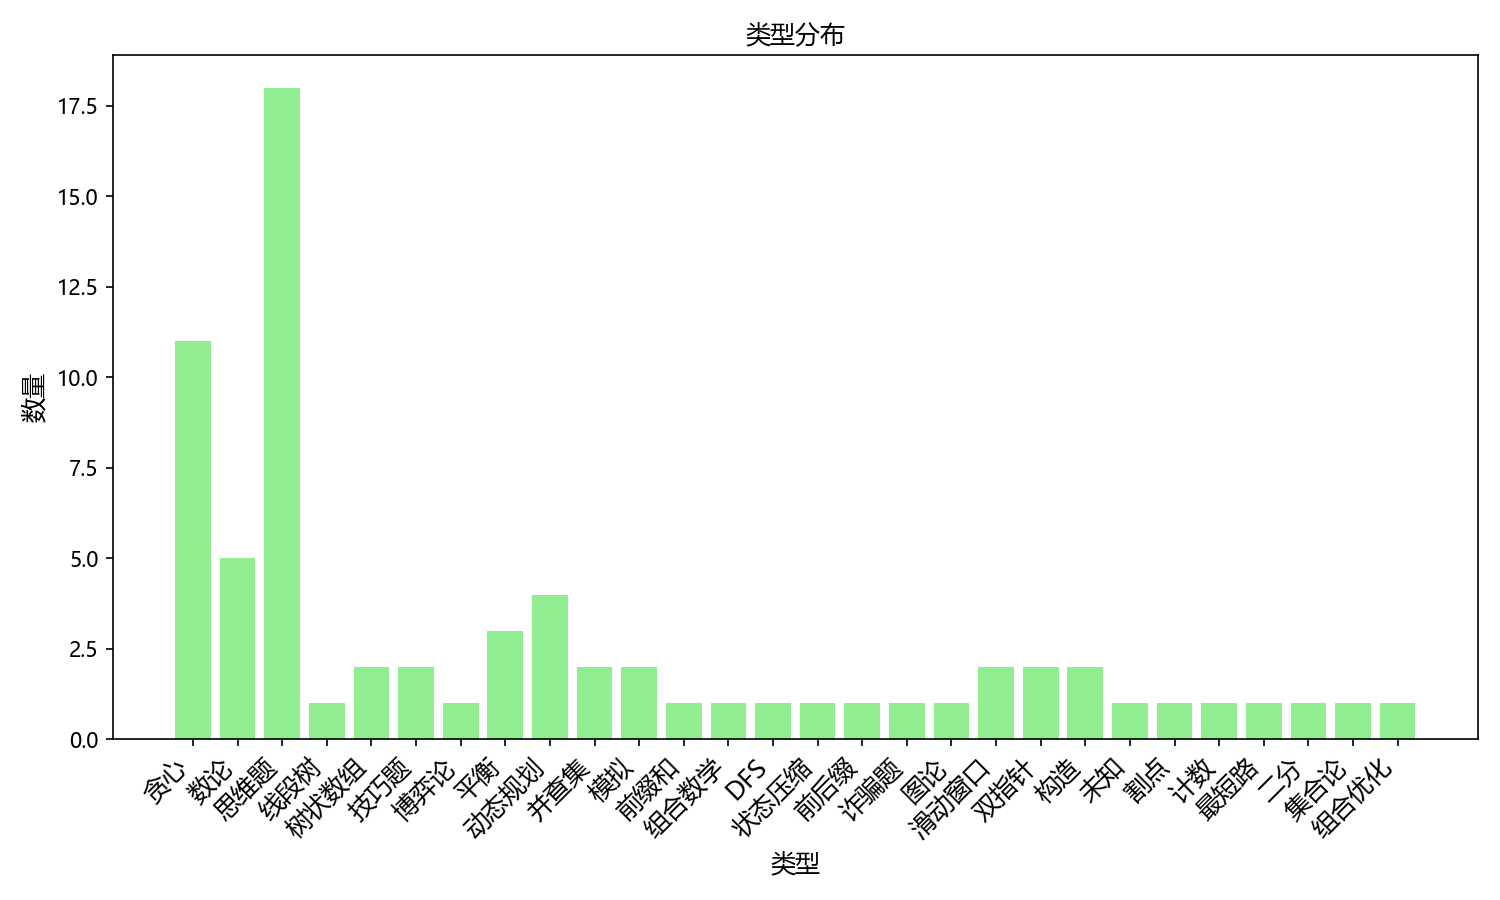 类型分布
数量
17.5
15.0
12.5
10.0
7.5
5.0
2.5
0.0
贪心
数论
思维题
线段树
树状数组
技巧题
博弈论
平衡
动态规划
并查集
模拟
前缀和
组合数学
DFS
状态压缩
前后缀
诈骗题
图论
滑动窗口
双指针
构造
未知
割点
计数
最短路
二分
集合论
组合优化
类型